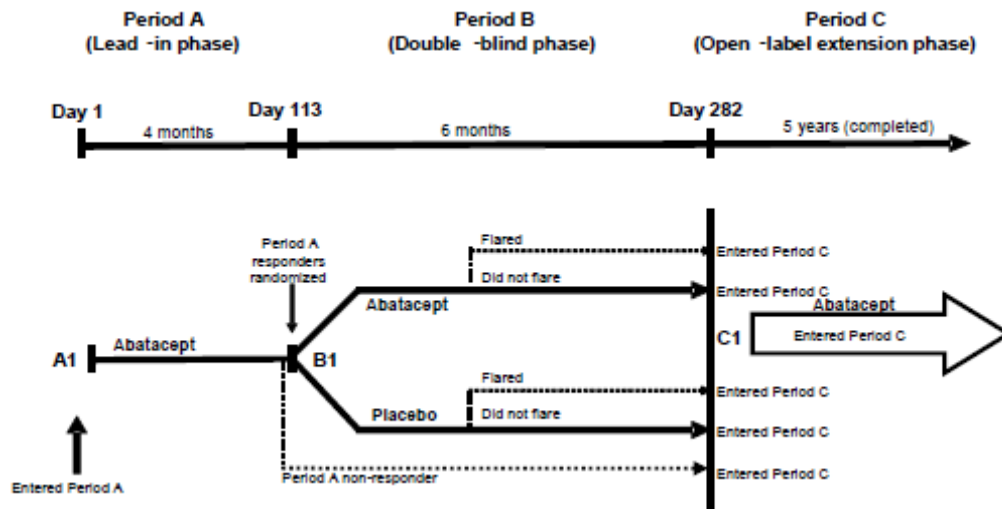 Period A
(Lead -in phase)
Period B
(Double -blind phase)
Period C
(Open -label extension phase)
Day 1
Day 113
Day 282
4 months
6 months
5 years (completed)
Period A
responders
randomized
Flared
Entered Period C
Did not flare
Entered Period C
Abatacept
Abatacept
Entered Period C
A1
Abatacept
B1
C1
Flared
Entered Period C
Placebo
Did not flare
Entered Period C
Period A non-responder
Entered Period C
Entered Period A